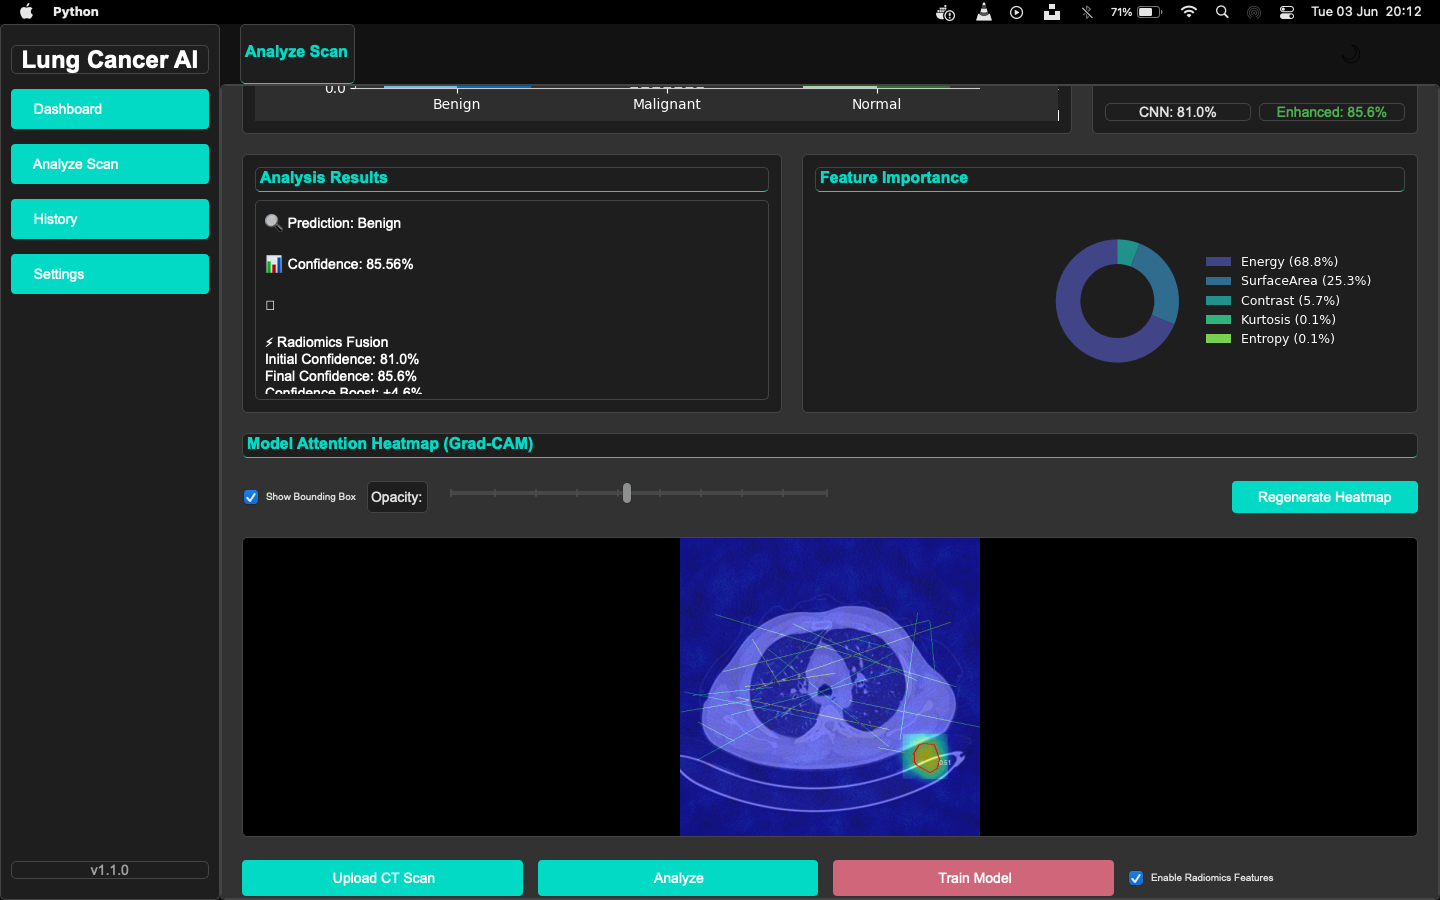 Python
71%
Tue 03 Jun 20:12
Lung Cancer AI
Dashboard
Analyze Scan
History
Settings
v1.1.0
Analyze Scan
0.0
Benign
Malignant
Normal
CNN: 81.0%
Enhanced: 85.6%
Analysis Results
Prediction: Benign
Confidence: 85.56%
Radiomics Fusion
Initial Confidence: 81.0%
Final Confidence: 85.6%
Confidence Boost: +4.6%
Feature Importance
Energy (68.8%)
SurfaceArea (25.3%)
Contrast (5.7%)
Kurtosis (0.1%)
Entropy (0.1%)
Model Attention Heatmap (Grad-CAM)
Show Bounding Box
Opacity:
Regenerate Heatmap
0.51
Upload CT Scan
Analyze
Train Model
Enable Radiomics Features